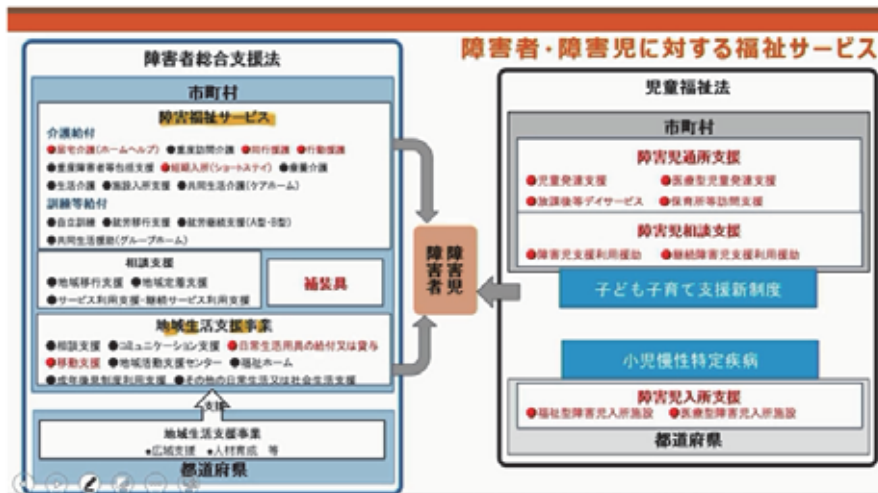 障害者・障害児に対する福祉サービス
障害者総合支援法
市町村
障害福祉サービス
介護給付
●居宅介護(ホームヘルプ) ●重度訪問介護 ●同行援護 ●行動援護
●重度障害者等包括支援 ●短期入所(ショートステイ) ●療養介護
●生活介護 ●施設入所支援 ●共同生活介護(ケアホーム)
訓練等給付
●自立訓練 ●就労移行支援 ●就労継続支援(A型・B型)
●共同生活援助(グループホーム)
相談支援
●地域移行支援 ●地域定着支援
●サービス利用支援・継続サービス利用支援
補装具
地域生活支援事業
●相談支援 ●コミュニケーション支援 ●日常生活用具の給付又は貸与
●移動支援 ●地域活動支援センター ●福祉ホーム
●成年後見制度利用支援 ●その他の日常生活又は社会生活支援
支援
地域生活支援事業
●広域支援 ●人材育成 等
都道府県
障害児
障害者
児童福祉法
市町村
障害児通所支援
●児童発達支援 ●医療型児童発達支援
●放課後等デイサービス ●保育所等訪問支援
障害児相談支援
●障害児支援利用援助 ●継続障害児支援利用援助
子ども子育て支援新制度
小児慢性特定疾病
障害児入所支援
●福祉型障害児入所施設 ●医療型障害児入所施設
都道府県